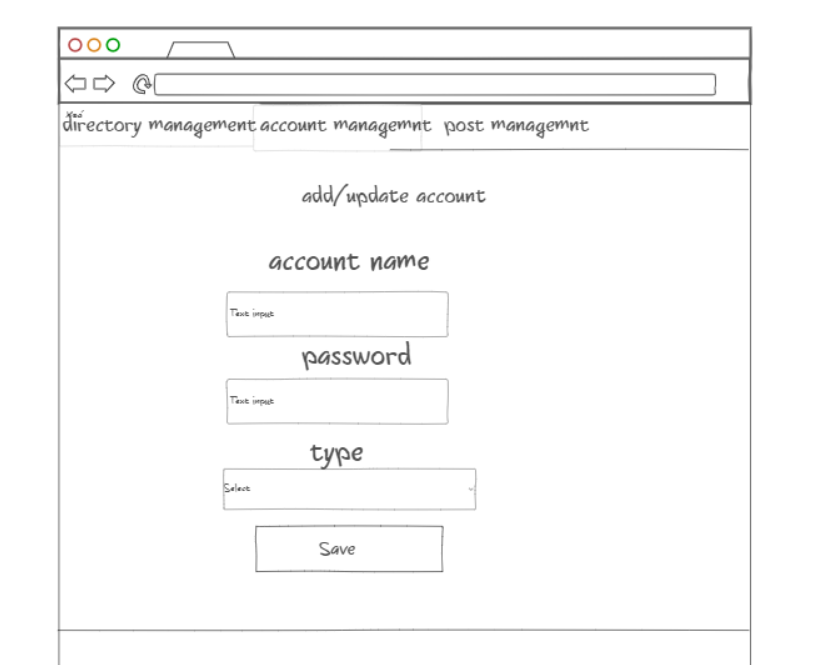 directory management account managemnt post managemnt
add/update account
account name
Text input
password
Text input
type
Select
Save